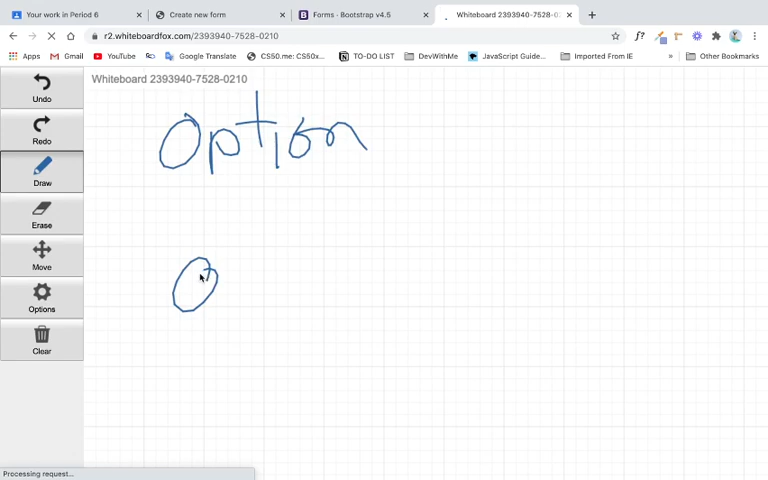 Your work in Period 6
Create new form
Forms - Bootstrap v4.5
Whiteboard 2393940-7528-02
r2.whiteboardfox.com/2393940-7528-0210
f?
Apps
Gmail
YouTube
Google Translate
CS50.me: CS50x...
TO-DO LIST
DevWithMe
JavaScript Guide...
Imported From IE
»
Other Bookmarks
Whiteboard 2393940-7528-0210
Undo
Redo
Draw
Erase
Move
Options
Clear
Option
O
Processing request...